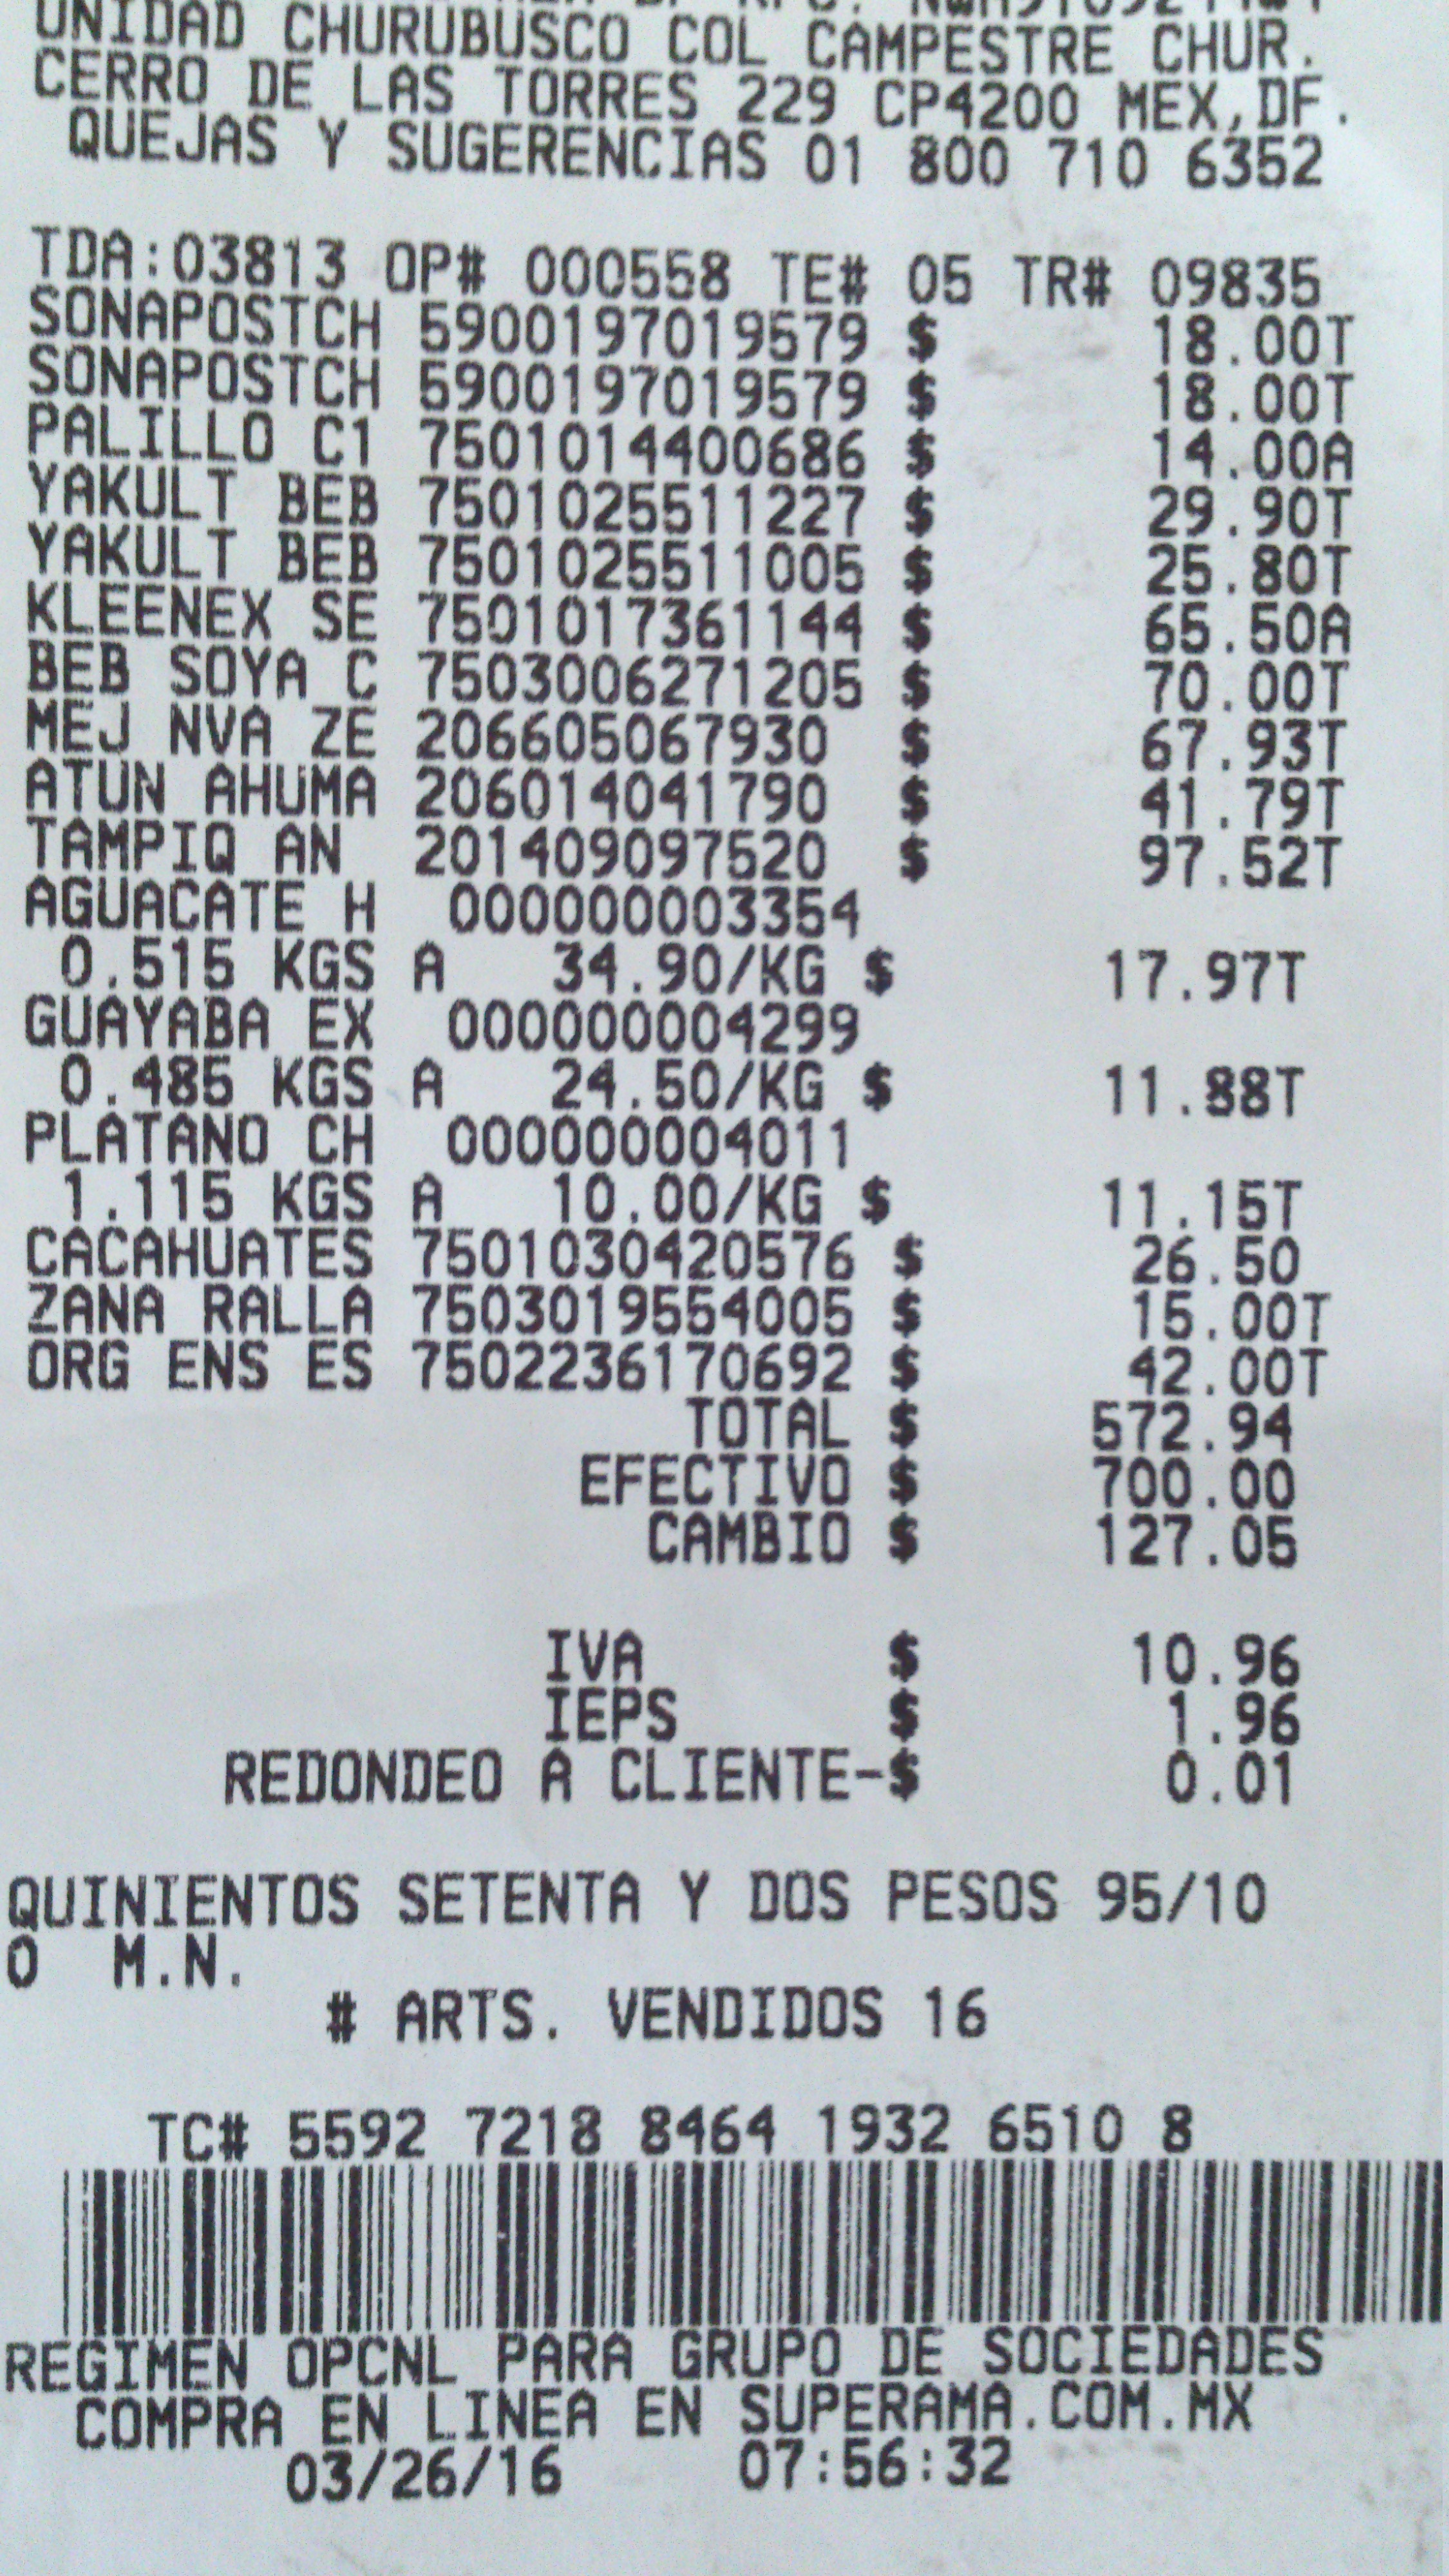 UNIDAD CHURUBUSCO COL CAMPESTRE CHUR.
CERRO DE LAS TORRES 229 CP4200 MEX,DF.
QUEJAS Y SUGERENCIAS 01 800 710 6352
TDA:03813 OP# 000558 TE# 05 TR# 09835
SONAPOSTCH 5900197019579 $ 18.00T
SONAPOSTCH 5900197019579 $ 18.00T
PALILLO C1 7501014400686 $ 14.00A
YAKULT BEB 7501025511227 $ 29.90T
YAKULT BEB 7501025511005 $ 25.80T
KLEENEX SE 7501017361144 $ 65.50A
BEB SOYA C 7503006271205 $ 70.00T
MEJ NVA ZE 206605067930 $ 67.93T
ATUN AHUMA 206014041790 $ 41.79T
TAMPIQ AN 201409097520 $ 97.52T
AGUACATE H 000000003354
0.515 KGS A 34.90/KG $ 17.97T
GUAYABA EX 000000004299
0.485 KGS A 24.50/KG $ 11.88T
PLATANO CH 000000004011
1.115 KGS A 10.00/KG $ 11.15T
CACAHUATES 7501030420576 $ 26.50
ZANA RALLA 7503019554005 $ 15.00T
ORG ENS ES 7502236170692 $ 42.00T
TOTAL $ 572.94
EFECTIVO $ 700.00
CAMBIO $ 127.05
IVA $ 10.96
IEPS $ 1.96
REDONDEO A CLIENTE-$ 0.01
QUINIENTOS SETENTA Y DOS PESOS 95/10
0 M.N.
# ARTS. VENDIDOS 16
TC# 5592 7218 8464 1932 6510 8
REGIMEN OPCNL PARA GRUPO DE SOCIEDADES
COMPRA EN LINEA EN SUPERAMA.COM.MX
03/26/16 07:56:32